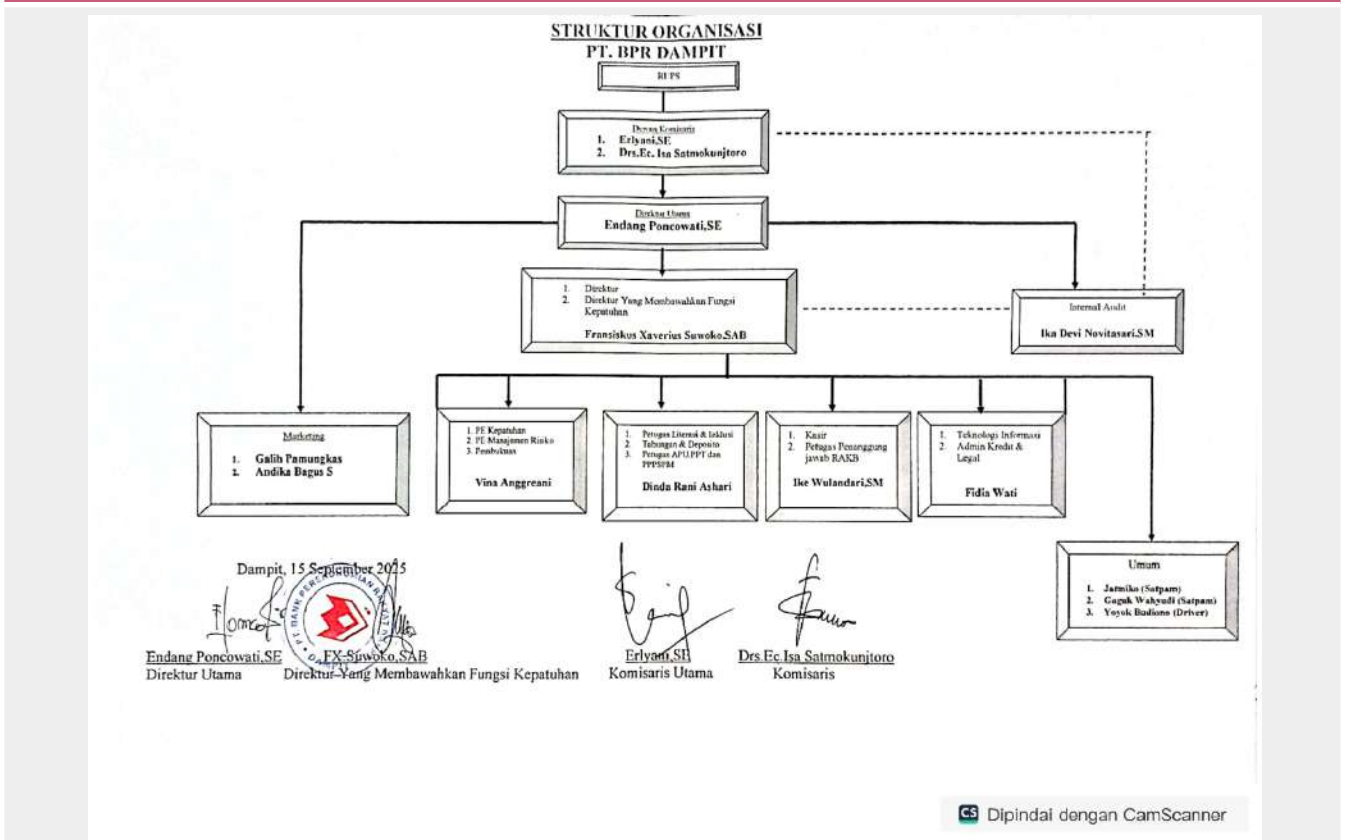 STRUKTUR ORGANISASI
PT. BPR DAMPIT
RUPS
Dewan Komisaris
1. Erlyani,SE
2. Drs.Ec. Isa Satmokunjtoro
Direktur Utama
Endang Poncowati,SE
1. Direktur
2. Direktur Yang Membawahkan Fungsi
Kepatuhan
Fransiskus Xaverius Suwoko,SAB
Internal Audit
Ika Devi Novitasari,SM
Marketing
1. Galih Pamungkas
2. Andika Bagus S
1. PE Kepatuhan
2. PE Manajemen Risiko
3. Pembukuan
Vina Anggreani
1. Petugas Literasi & Inklusi
2. Tabungan & Deposito
3. Petugas APU,PPT dan
PPPSPM
Dinda Rani Ashari
1. Kasir
2. Petugas Penanggung
jawab RAKB
Ike Wulandari,SM
1. Teknologi Informasi
2. Admin Kredit &
Legal
Fidia Wati
Umum
1. Jatmiko (Satpam)
2. Guguk Wahyudi (Satpam)
3. Yoyok Budiono (Driver)
Dampit, 15 September 2025
Endang Poncowati,SE
Direktur Utama
FX-Suwoko,SAB
Direktur Yang Membawahkan Fungsi Kepatuhan
Erlyani,SE
Komisaris Utama
Drs.Ec.Isa Satmokunjtoro
Komisaris
CS Dipindai dengan CamScanner